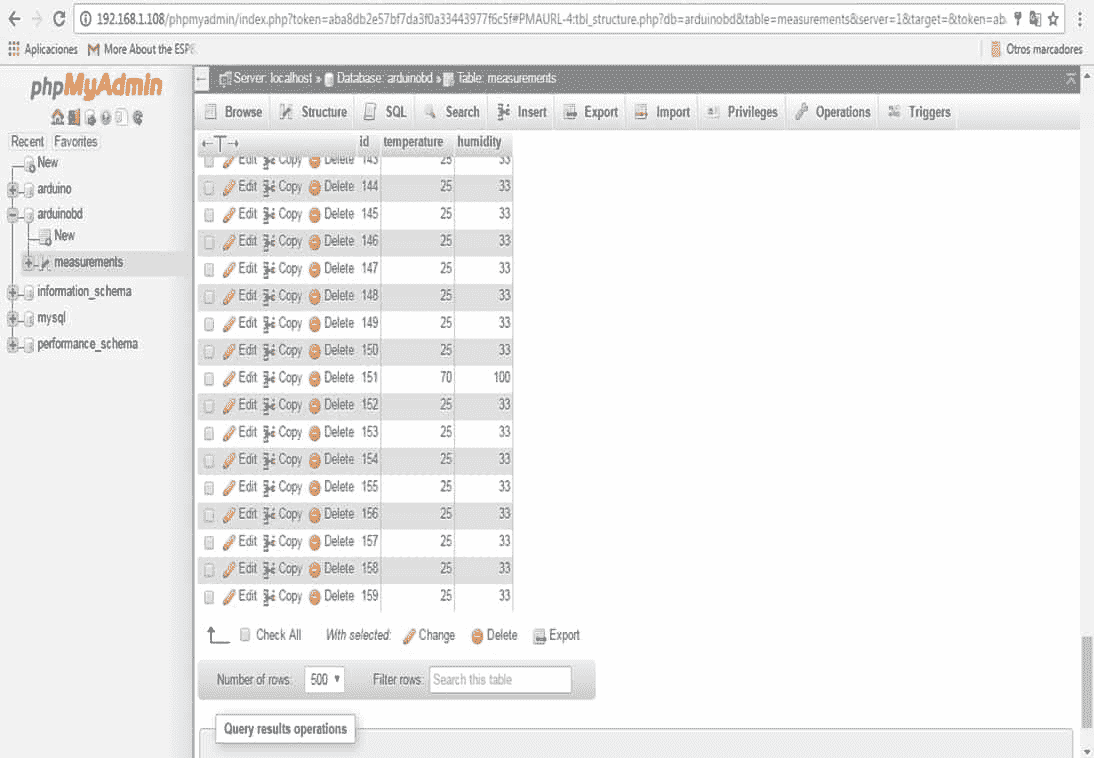 192.168.1.108/phpmyadmin/index.php?token=aba8db2e57bf7da3f0a33443977f6c5f#PMAURL-4:tbl_structure.php?db=arduinobd&table=measurements&server=1&target=&token=ab
Aplicaciones More About the ESP8 Otros marcadores
phpMyAdmin
Recent Favorites
New
arduino
arduinobd
New
measurements
information_schema
mysql
performance_schema
Server: localhost » Database: arduinobd » Table: measurements
Browse Structure SQL Search Insert Export Import Privileges Operations Triggers
←T→ id temperature humidity
Edit Copy Delete 143 25 33
Edit Copy Delete 144 25 33
Edit Copy Delete 145 25 33
Edit Copy Delete 146 25 33
Edit Copy Delete 147 25 33
Edit Copy Delete 148 25 33
Edit Copy Delete 149 25 33
Edit Copy Delete 150 25 33
Edit Copy Delete 151 70 100
Edit Copy Delete 152 25 33
Edit Copy Delete 153 25 33
Edit Copy Delete 154 25 33
Edit Copy Delete 155 25 33
Edit Copy Delete 156 25 33
Edit Copy Delete 157 25 33
Edit Copy Delete 158 25 33
Edit Copy Delete 159 25 33
Check All With selected: Change Delete Export
Number of rows: 500 Filter rows: Search this table
Query results operations